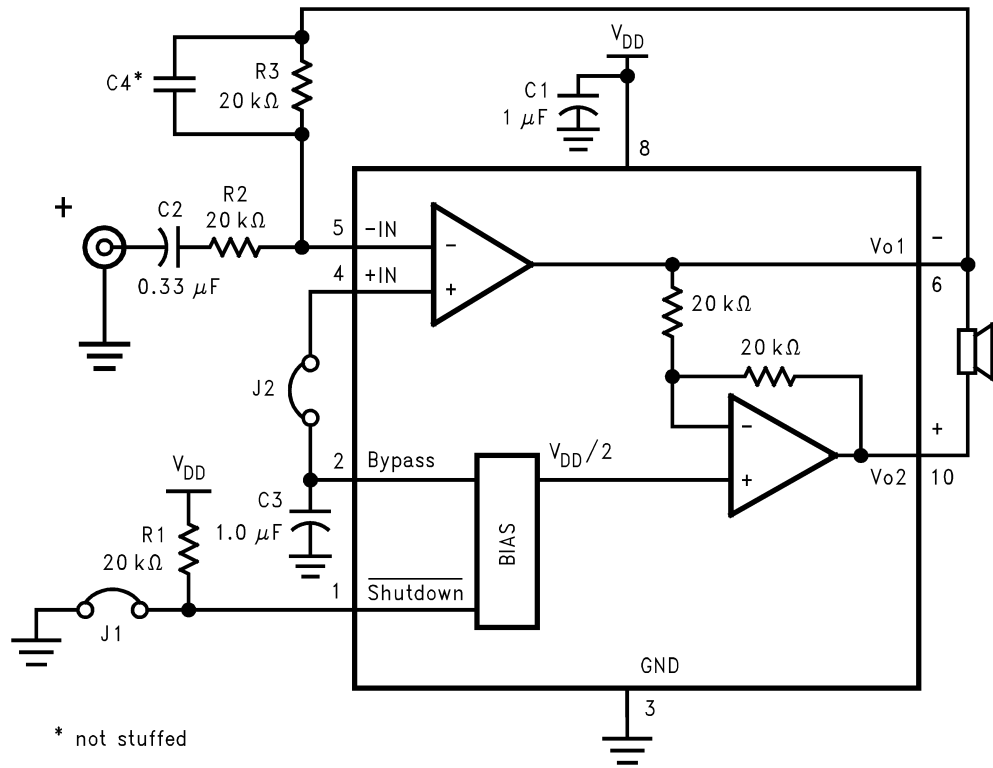 V_DD
C4*
R3
20 kΩ
C1
1 μF
8
+
C2
0.33 μF
R2
20 kΩ
5
-IN
-
4
+IN
+
Vo1
-
6
20 kΩ
20 kΩ
J2
-
+
Vo2
+
10
2
Bypass
V_DD/2
C3
1.0 μF
BIAS
V_DD
R1
20 kΩ
1
Shutdown
J1
GND
3
* not stuffed